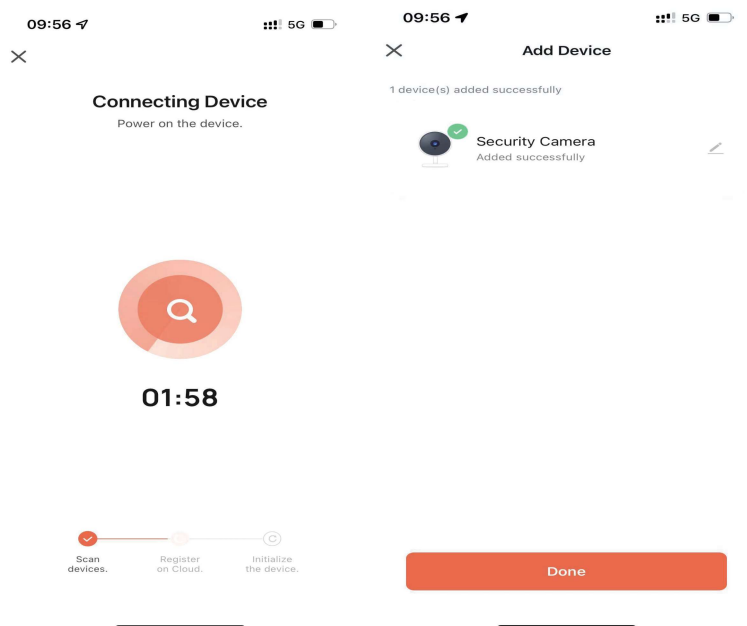 09:56
5G
Connecting Device
Power on the device.
01:58
Scan
devices.
Register
on Cloud.
Initialize
the device.
09:56
5G
Add Device
1 device(s) added successfully
Security Camera
Added successfully
Done